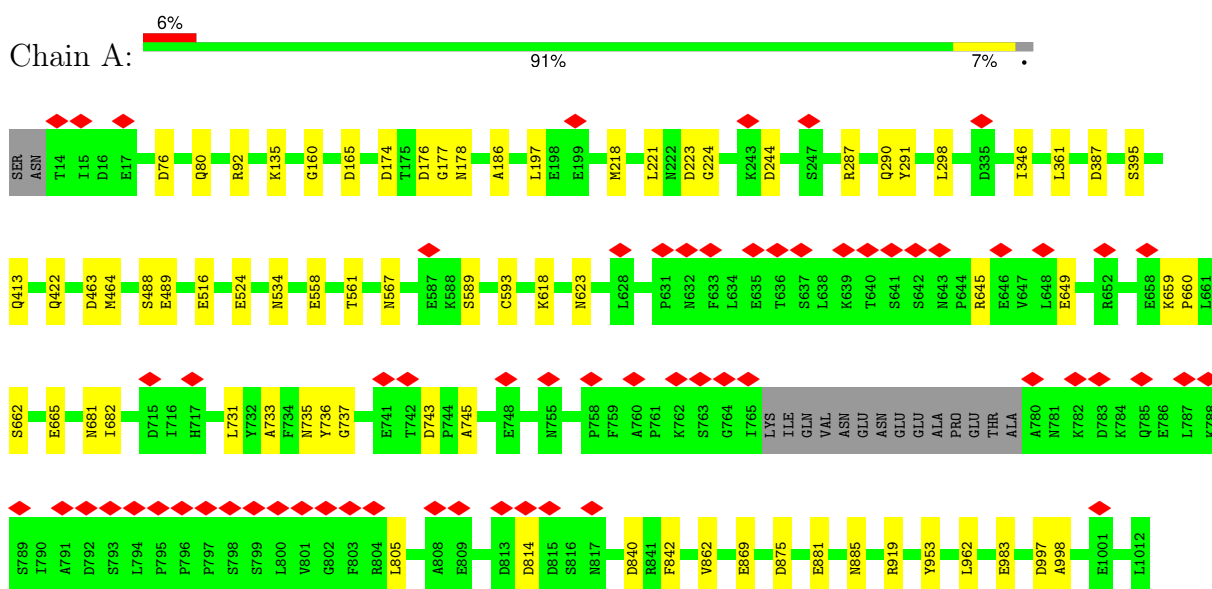 6%
Chain A:
91% 7% •
SER ASN T14 I15 D16 E17 D76 Q80 R92 K135 G160 D165 D174 T175 D176 G177 N178 A186 L197 E198 E199 M218 L221 N222 D223 G224 K243 D244 S247 R287 Q290 Y291 L298 D335 I346 L361 D387 S395
Q413 Q422 D463 M464 S488 E489 E516 E524 N534 E558 T561 N567 E587 K588 S589 C593 K618 N623 L628 P631 N632 F633 L634 E635 T636 S637 L638 K639 T640 S641 S642 N643 P644 R645 E646 V647 L648 E649 R652 E658 K659 P660 L661
S662 E665 N681 I682 D715 I716 H717 L731 Y732 A733 F734 N735 Y736 G737 E741 T742 D743 P744 A745 E748 N755 P758 F759 A760 P761 K762 S763 G764 I765 LYS ILE GLN VAL ASN GLU ASN GLU GLU ALA PRO GLU THR ALA A780 N781 K782 D783 K784 Q785 E786 L787 K788
S789 I790 A791 D792 S793 L794 P795 P796 P797 S798 S799 L800 V801 G802 F803 R804 L805 A808 E809 D813 D814 D815 S816 N817 D840 R841 F842 V862 E869 D875 E881 N885 R919 Y953 L962 E983 D997 A998 E1001 L1012